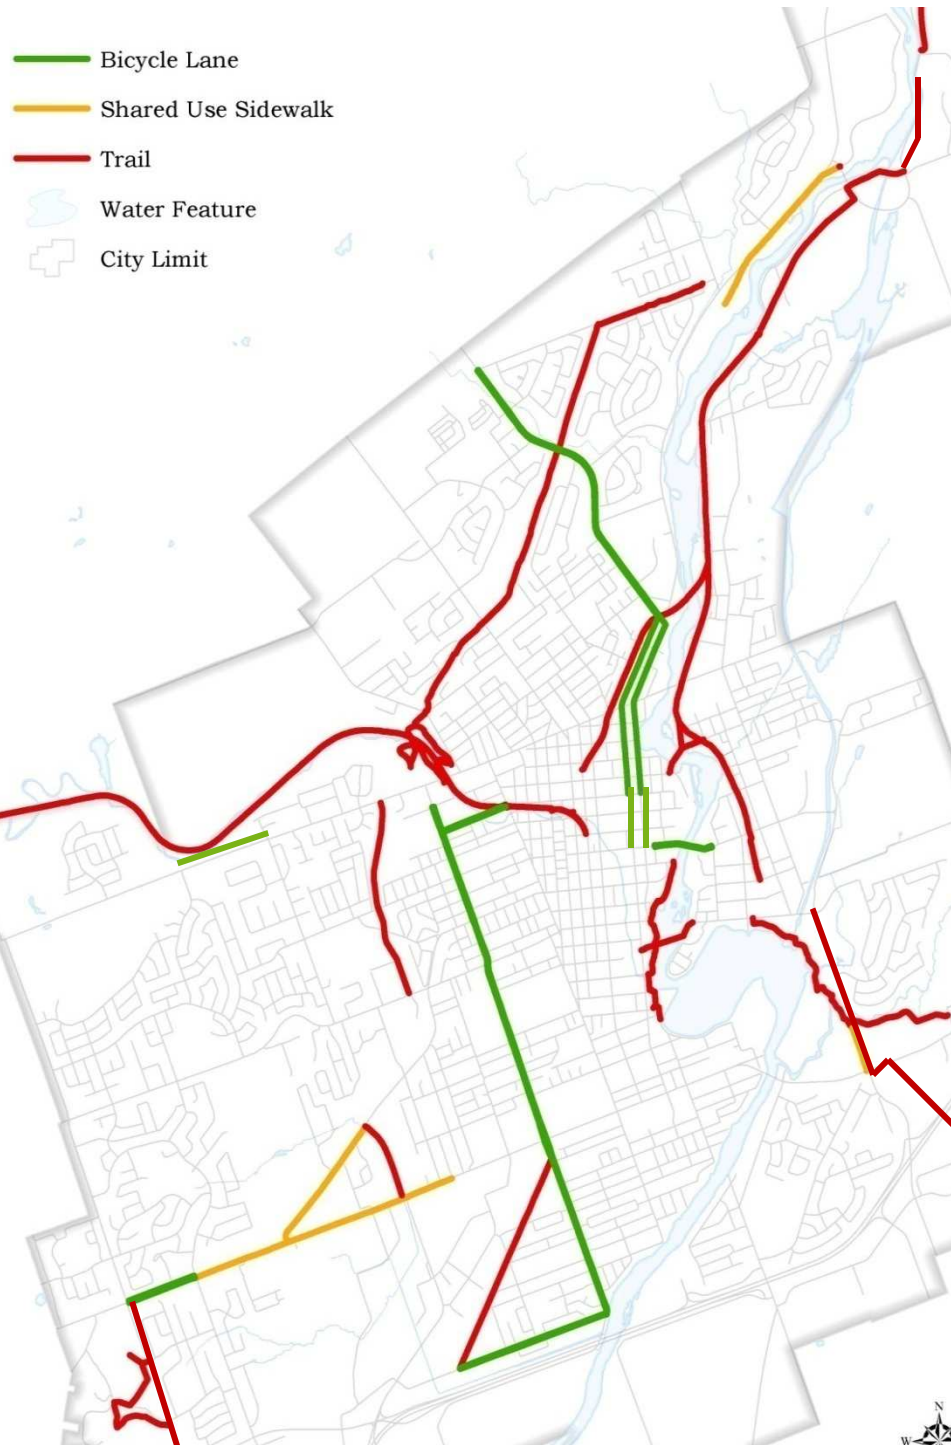 Bicycle Lane
Shared Use Sidewalk
Trail
Water Feature
City Limit
N
W